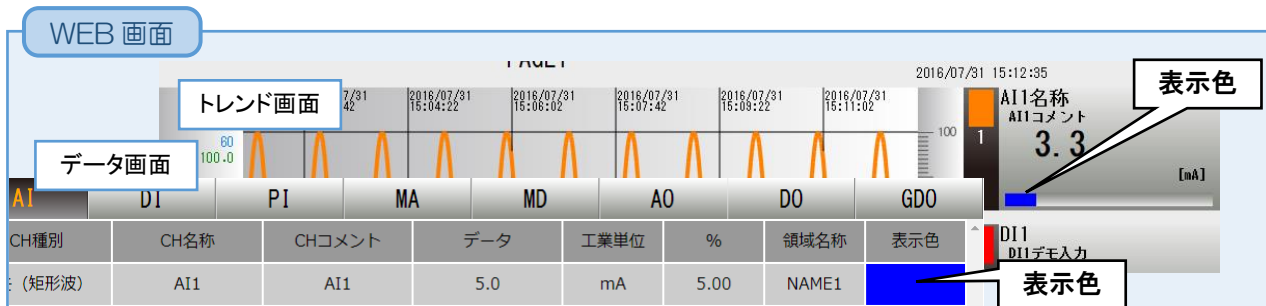 WEB 画面
2016/07/31 15:12:35
表示色
トレンド画面
2016/07/31 15:04:22
2016/07/31 15:06:02
2016/07/31 15:07:42
2016/07/31 15:09:22
2016/07/31 15:11:02
AI1名称
AI1コメント
1
3.3
[mA]
60
100.0
100
データ画面
AI DI PI MA MD AO DO GDO
CH種別 CH名称 CHコメント データ 工業単位 % 領域名称 表示色
(矩形波) AI1 AI1 5.0 mA 5.00 NAME1
DI1
DI1デモ入力
表示色